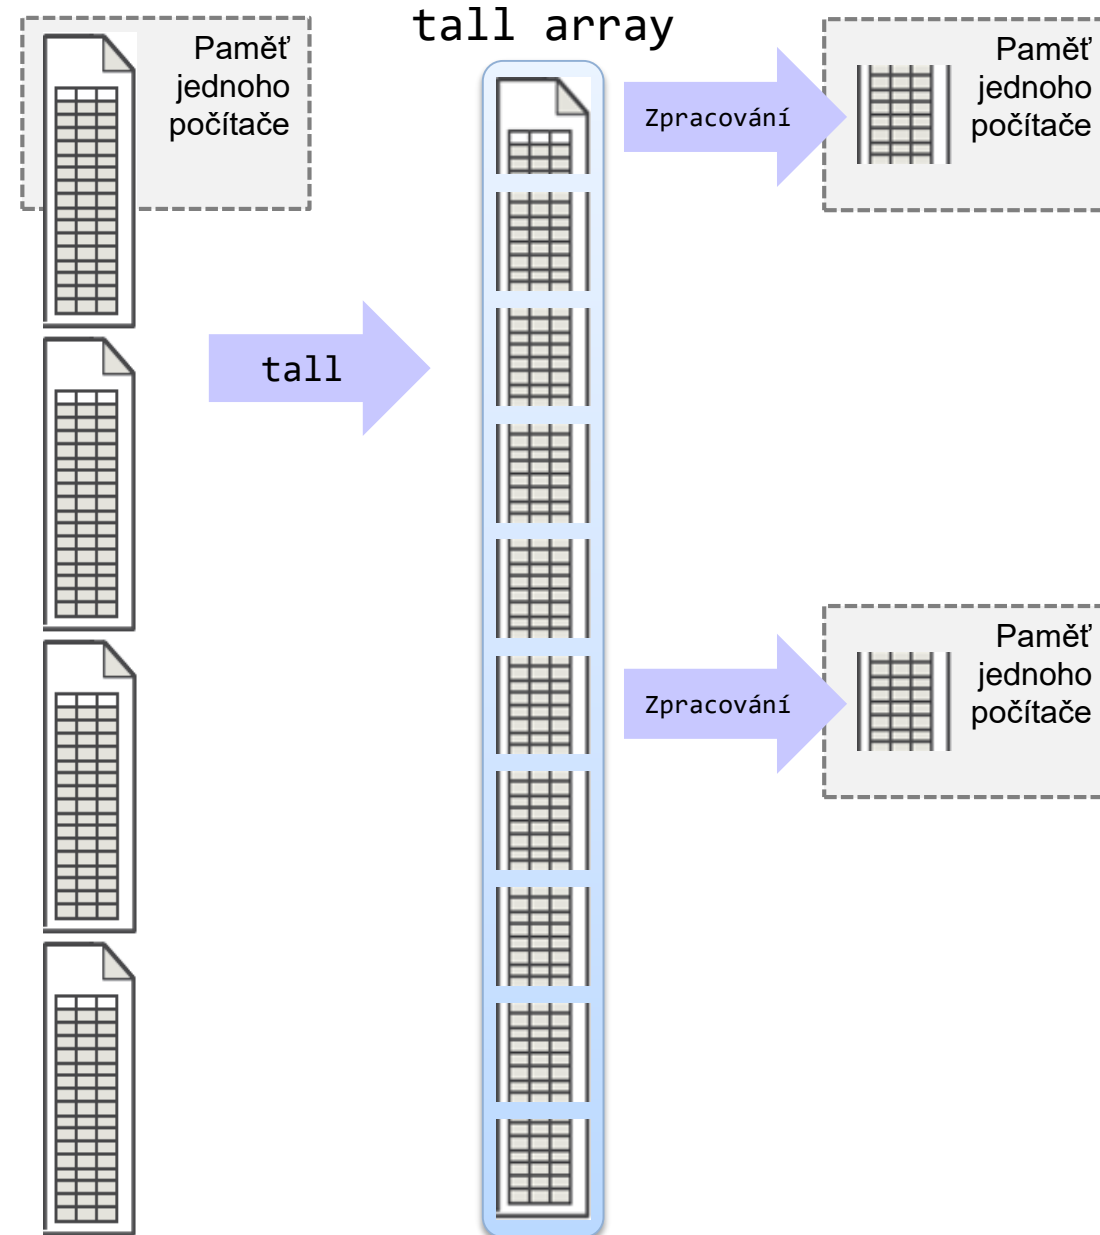 tall array
Paměť
jednoho
počítače
tall
Zpracování
Paměť
jednoho
počítače
Zpracování
Paměť
jednoho
počítače